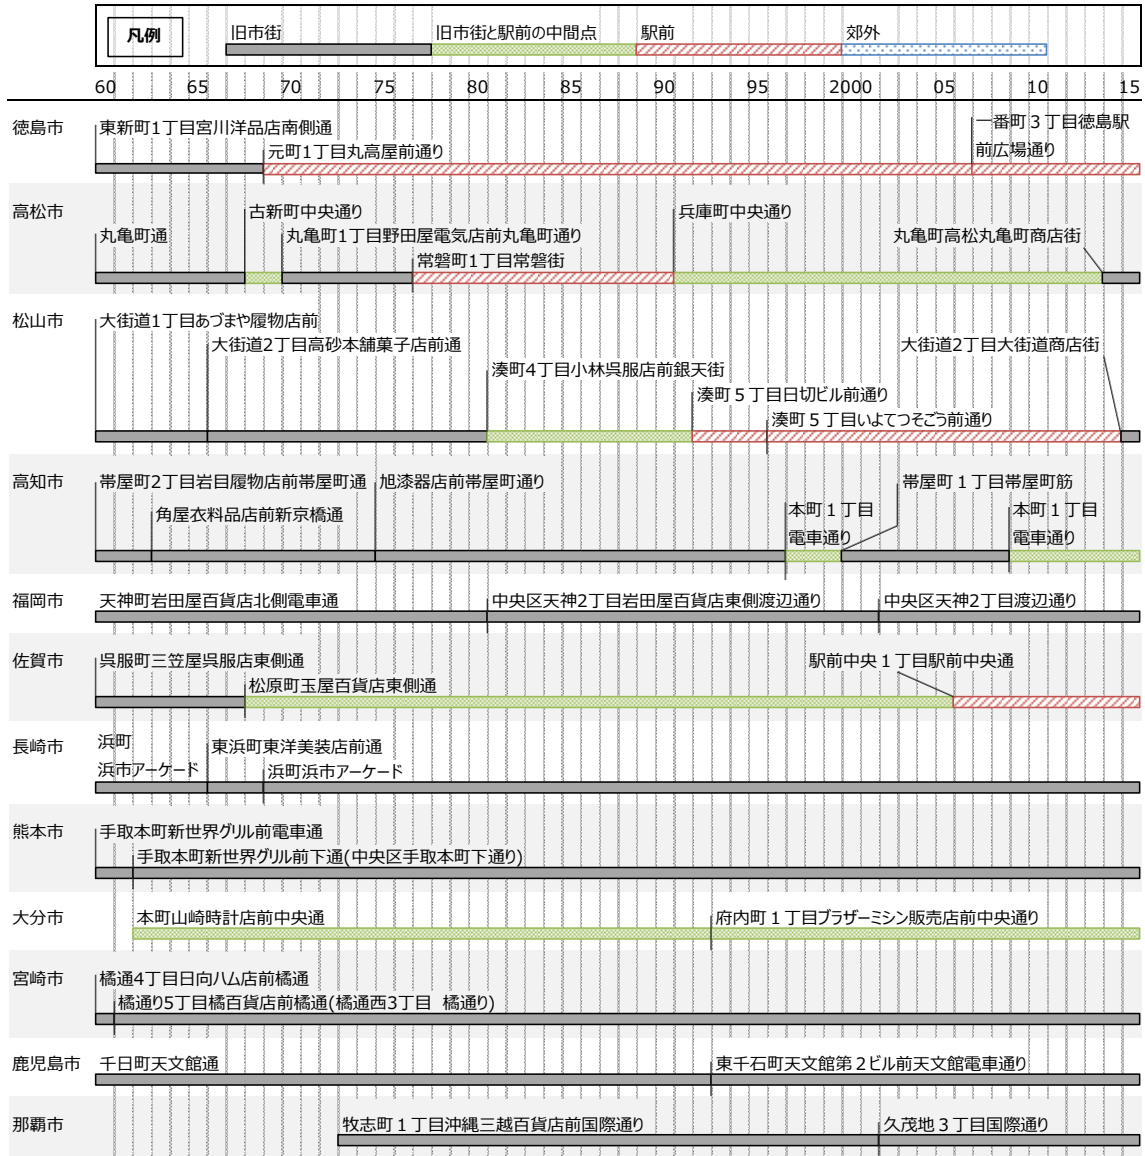 凡例
旧市街
旧市街と駅前の中間点
駅前
郊外
60 65 70 75 80 85 90 95 2000 05 10 15
徳島市
東新町1丁目宮川洋品店南側通
元町1丁目丸高屋前通り
一番町３丁目徳島駅
前広場通り
高松市
丸亀町通
古新町中央通り
丸亀町1丁目野田屋電気店前丸亀町通り
常磐町1丁目常磐街
兵庫町中央通り
丸亀町高松丸亀町商店街
松山市
大街道1丁目あづまや履物店前
大街道2丁目高砂本舗菓子店前通
湊町4丁目小林呉服店前銀天街
湊町５丁目日切ビル前通り
湊町５丁目いよてつそごう前通り
大街道2丁目大街道商店街
高知市
帯屋町2丁目岩目履物店前帯屋町通
角屋衣料品店前新京橋通
旭漆器店前帯屋町通り
本町１丁目
電車通り
帯屋町１丁目帯屋町筋
本町１丁目
電車通り
福岡市
天神町岩田屋百貨店北側電車通
中央区天神2丁目岩田屋百貨店東側渡辺通り
中央区天神2丁目渡辺通り
佐賀市
呉服町三笠屋呉服店東側通
松原町玉屋百貨店東側通
駅前中央１丁目駅前中央通
長崎市
浜町
浜市アーケード
東浜町東洋美装店前通
浜町浜市アーケード
熊本市
手取本町新世界グリル前電車通
手取本町新世界グリル前下通(中央区手取本町下通り)
大分市
本町山崎時計店前中央通
府内町１丁目ブラザーミシン販売店前中央通り
宮崎市
橘通4丁目日向ハム店前橘通
橘通り5丁目橘百貨店前橘通(橘通西3丁目　橘通り)
鹿児島市
千日町天文館通
東千石町天文館第２ビル前天文館電車通り
那覇市
牧志町１丁目沖縄三越百貨店前国際通り
久茂地３丁目国際通り